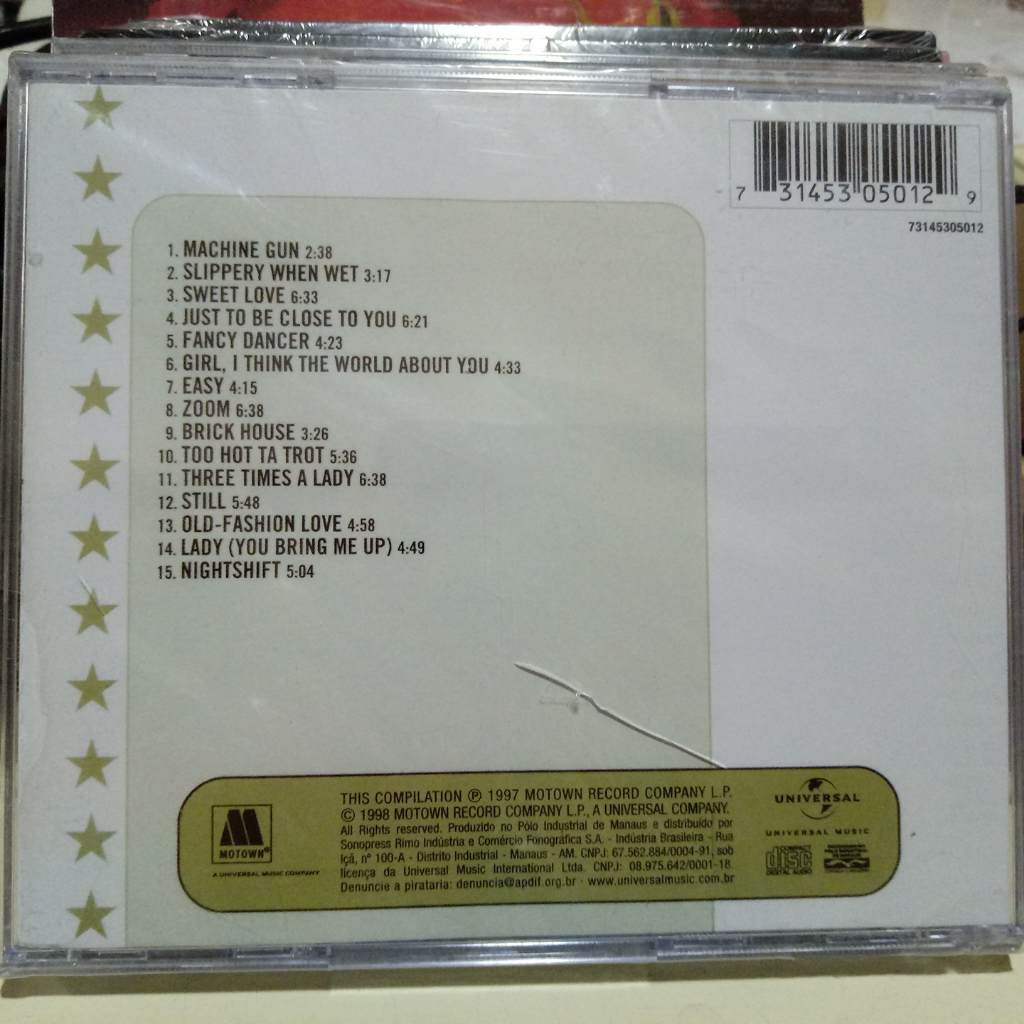 7 31453 05012 9
73145305012
1. MACHINE GUN 2:38
2. SLIPPERY WHEN WET 3:17
3. SWEET LOVE 6:33
4. JUST TO BE CLOSE TO YOU 6:21
5. FANCY DANCER 4:23
6. GIRL, I THINK THE WORLD ABOUT YOU 4:33
7. EASY 4:15
8. ZOOM 6:38
9. BRICK HOUSE 3:26
10. TOO HOT TA TROT 5:36
11. THREE TIMES A LADY 6:38
12. STILL 5:48
13. OLD-FASHION LOVE 4:58
14. LADY (YOU BRING ME UP) 4:49
15. NIGHTSHIFT 5:04
MOTOWN®
A UNIVERSAL MUSIC COMPANY
THIS COMPILATION ℗ 1997 MOTOWN RECORD COMPANY L.P.
© 1998 MOTOWN RECORD COMPANY L.P., A UNIVERSAL COMPANY.
All Rights reserved. Produzido no Pólo Industrial de Manaus e distribuído por
Sonopress Rimo Indústria e Comércio Fonográfica S.A. - Indústria Brasileira - Rua
Içá, nº 100-A - Distrito Industrial - Manaus - AM. CNPJ: 67.562.884/0004-91, sob
licença da Universal Music International Ltda. CNPJ: 08.975.642/0001-18.
Denuncie a pirataria: denuncia@apdif.org.br · www.universalmusic.com.br
UNIVERSAL
UNIVERSAL MUSIC
COMPACT
disc
DIGITAL AUDIO